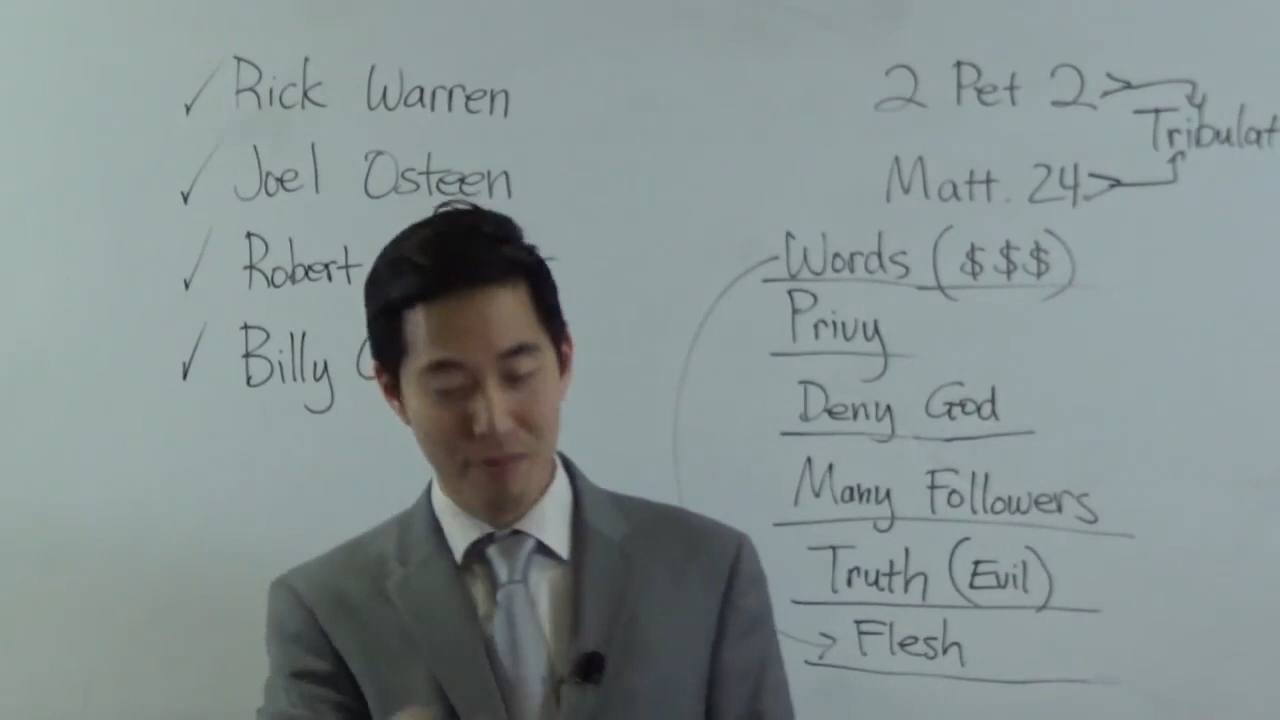 Rick Warren
Joel Osteen
Robert
Billy
2 Pet 2
Tribulat
Matt. 24
Words ($$$)
Privy
Deny God
Many Followers
Truth (Evil)
Flesh